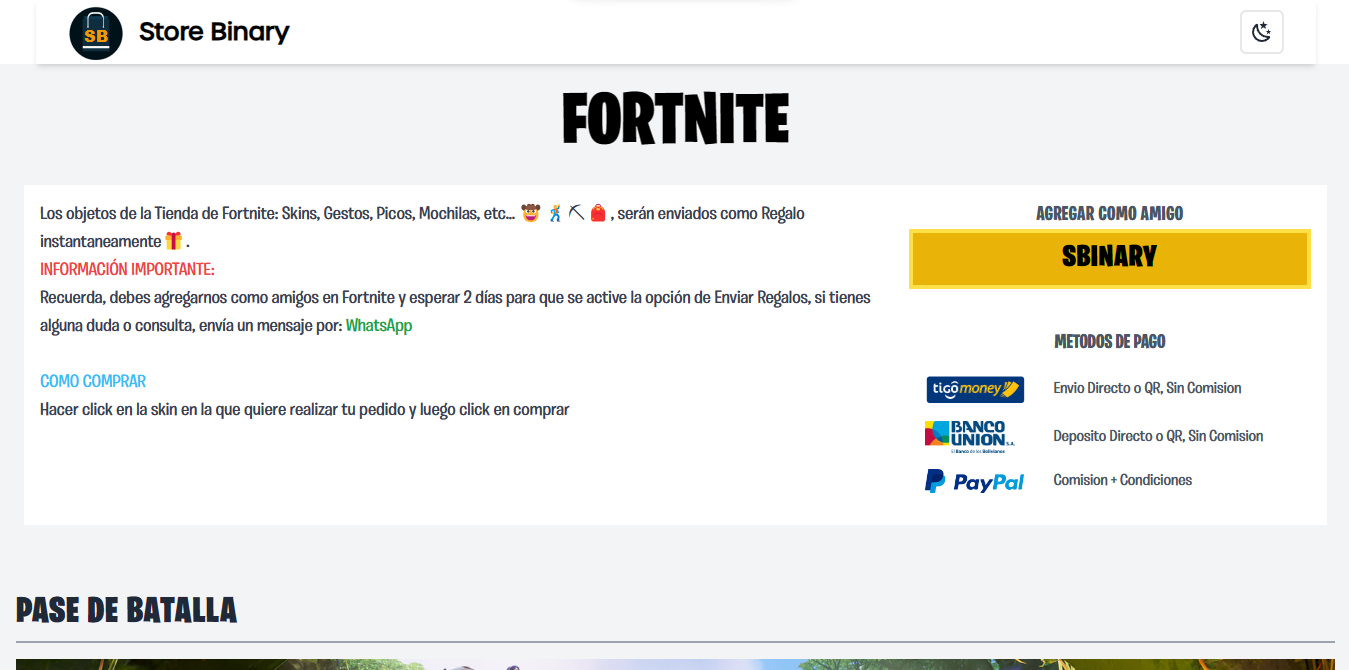 SB
Store Binary
FORTNITE
Los objetos de la Tienda de Fortnite: Skins, Gestos, Picos, Mochilas, etc... 🤠 🕺 ⛏ 🎒 , serán enviados como Regalo
instantaneamente 🎁 .
INFORMACIÓN IMPORTANTE:
Recuerda, debes agregarnos como amigos en Fortnite y esperar 2 días para que se active la opción de Enviar Regalos, si tienes
alguna duda o consulta, envía un mensaje por: WhatsApp
COMO COMPRAR
Hacer click en la skin en la que quiere realizar tu pedido y luego click en comprar
AGREGAR COMO AMIGO
SBINARY
METODOS DE PAGO
tigo money
Envio Directo o QR, Sin Comision
BANCO
UNION S.A.
El Banco de los Bolivianos
Deposito Directo o QR, Sin Comision
PayPal
Comision + Condiciones
PASE DE BATALLA